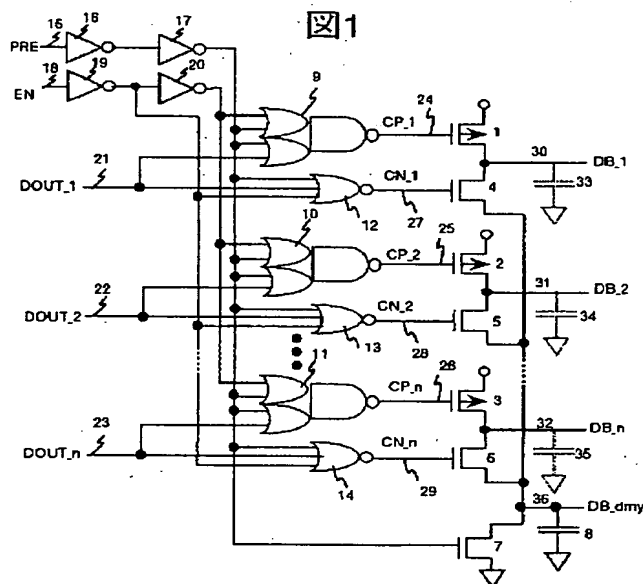 図1
PRE 15 16 17
EN 18 19 20
9
CP_1 24 1
30 DB_1
DOUT_1 21
CN_1 27 4 33
12
10
CP_2 25 2
31 DB_2
DOUT_2 22
CN_2 28 5 34
13
11
CP_n 26 3
32 DB_n
DOUT_n 23
CN_n 29 6 35
14
36 DB_dmy
7 8